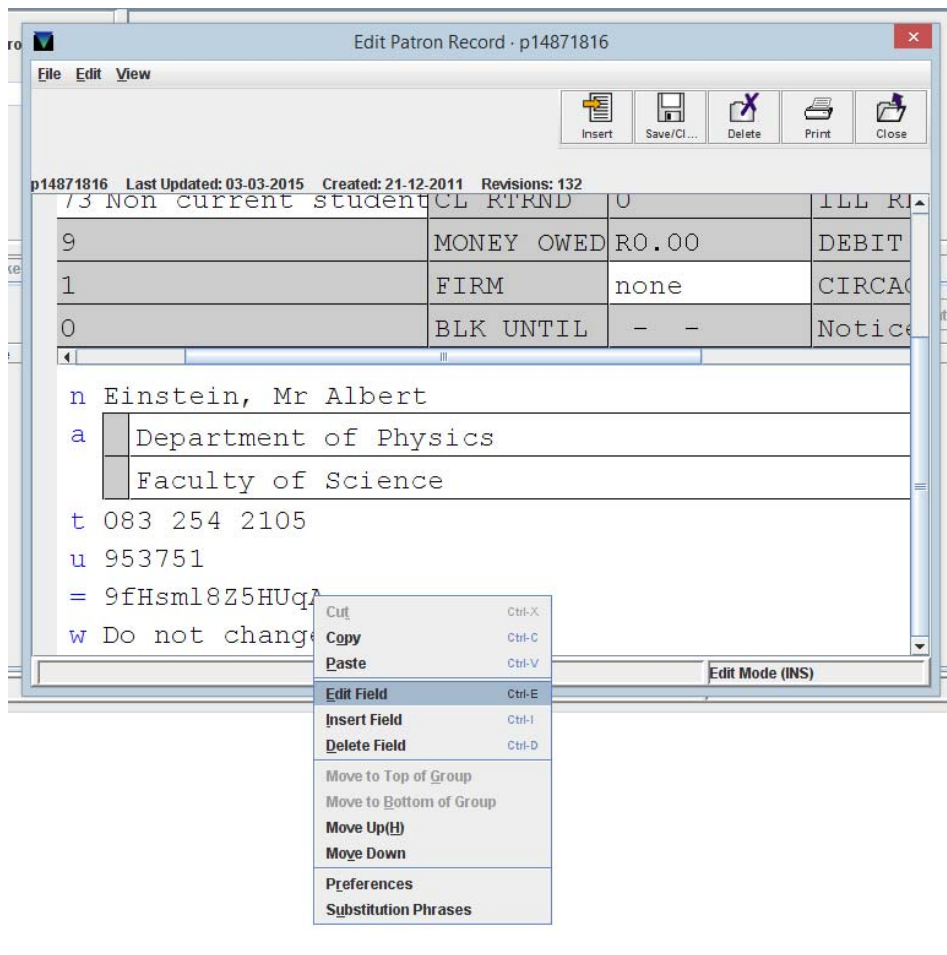 Edit Patron Record · p14871816
File Edit View
Insert Save/Cl... Delete Print Close
p14871816 Last Updated: 03-03-2015 Created: 21-12-2011 Revisions: 132
73 Non current student CL RTRND 0
9 MONEY OWED R0.00 DEBIT
1 FIRM none
0 BLK UNTIL - - Notice
n Einstein, Mr Albert
a Department of Physics
Faculty of Science
t 083 254 2105
u 953751
= 9fHsml8Z5HUqA
w Do not change
Cut Ctrl-X
Copy Ctrl-C
Paste Ctrl-V
Edit Field Ctrl-E
Insert Field Ctrl-I
Delete Field Ctrl-D
Move to Top of Group
Move to Bottom of Group
Move Up(H)
Move Down
Preferences
Substitution Phrases
Edit Mode (INS)